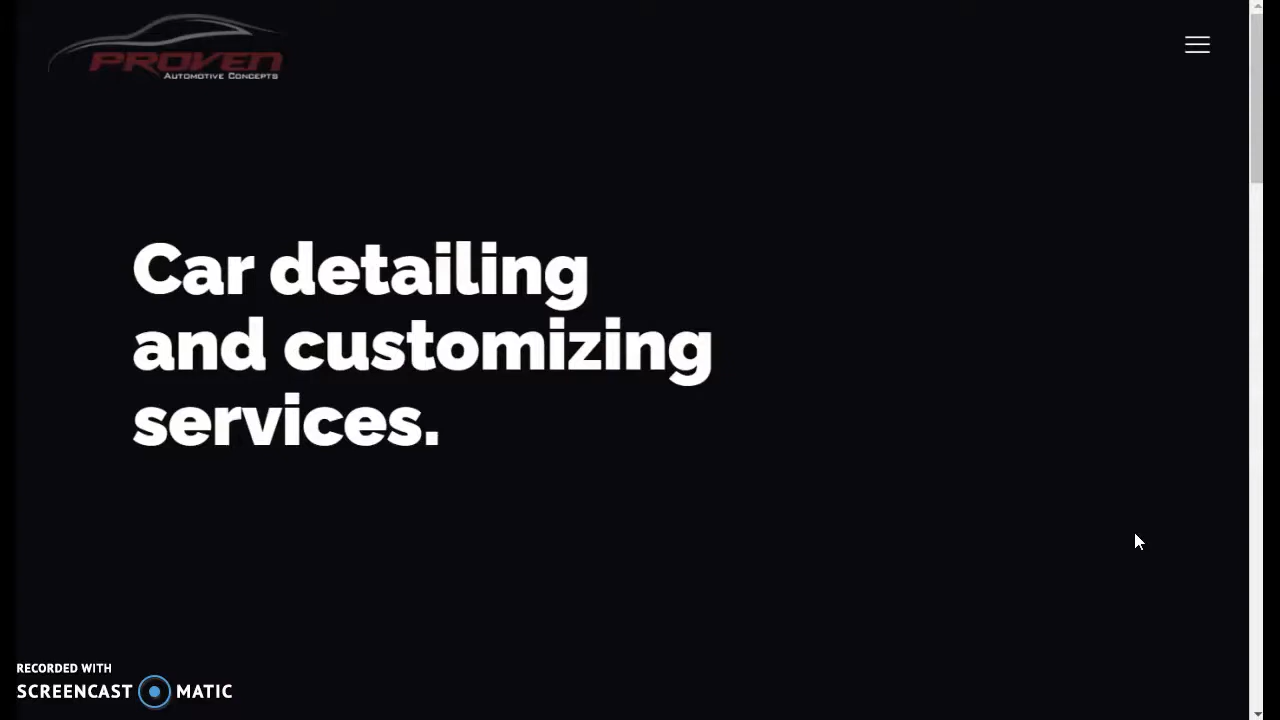 PROVEN
AUTOMOTIVE CONCEPTS
Car detailing
and customizing
services.
RECORDED WITH
SCREENCAST MATIC